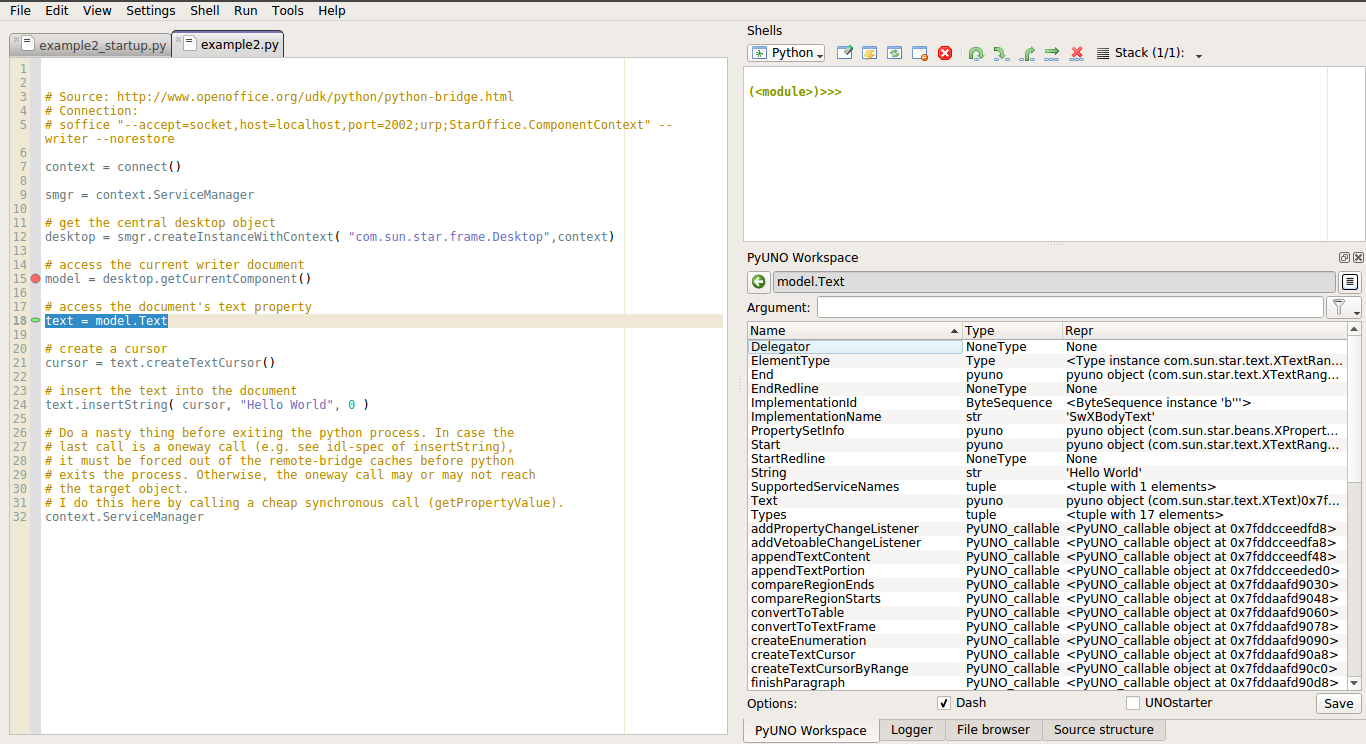 File Edit View Settings Shell Run Tools Help
example2_startup.py example2.py
1
2
3 # Source: http://www.openoffice.org/udk/python/python-bridge.html
4 # Connection:
5 # soffice "--accept=socket,host=localhost,port=2002;urp;StarOffice.ComponentContext" --
writer --norestore
6
7 context = connect()
8
9 smgr = context.ServiceManager
10
11 # get the central desktop object
12 desktop = smgr.createInstanceWithContext( "com.sun.star.frame.Desktop",context)
13
14 # access the current writer document
15 model = desktop.getCurrentComponent()
16
17 # access the document's text property
18 text = model.Text
19
20 # create a cursor
21 cursor = text.createTextCursor()
22
23 # insert the text into the document
24 text.insertString( cursor, "Hello World", 0 )
25
26 # Do a nasty thing before exiting the python process. In case the
27 # last call is a oneway call (e.g. see idl-spec of insertString),
28 # it must be forced out of the remote-bridge caches before python
29 # exits the process. Otherwise, the oneway call may or may not reach
30 # the target object.
31 # I do this here by calling a cheap synchronous call (getPropertyValue).
32 context.ServiceManager
Shells
Python Stack (1/1):
(<module>)>>>
PyUNO Workspace
model.Text
Argument:
Name Type Repr
Delegator NoneType None
ElementType Type <Type instance com.sun.star.text.XTextRan...
End pyuno pyuno object (com.sun.star.text.XTextRang...
EndRedline NoneType None
ImplementationId ByteSequence <ByteSequence instance 'b'''>
ImplementationName str 'SwXBodyText'
PropertySetInfo pyuno pyuno object (com.sun.star.beans.XPropert...
Start pyuno pyuno object (com.sun.star.text.XTextRang...
StartRedline NoneType None
String str 'Hello World'
SupportedServiceNames tuple <tuple with 1 elements>
Text pyuno pyuno object (com.sun.star.text.XText)0x7f...
Types tuple <tuple with 17 elements>
addPropertyChangeListener PyUNO_callable <PyUNO_callable object at 0x7fddcceedfd8>
addVetoableChangeListener PyUNO_callable <PyUNO_callable object at 0x7fddcceedfa8>
appendTextContent PyUNO_callable <PyUNO_callable object at 0x7fddcceedf48>
appendTextPortion PyUNO_callable <PyUNO_callable object at 0x7fddcceeded0>
compareRegionEnds PyUNO_callable <PyUNO_callable object at 0x7fddaafd9030>
compareRegionStarts PyUNO_callable <PyUNO_callable object at 0x7fddaafd9048>
convertToTable PyUNO_callable <PyUNO_callable object at 0x7fddaafd9060>
convertToTextFrame PyUNO_callable <PyUNO_callable object at 0x7fddaafd9078>
createEnumeration PyUNO_callable <PyUNO_callable object at 0x7fddaafd9090>
createTextCursor PyUNO_callable <PyUNO_callable object at 0x7fddaafd90a8>
createTextCursorByRange PyUNO_callable <PyUNO_callable object at 0x7fddaafd90c0>
finishParagraph PyUNO_callable <PyUNO_callable object at 0x7fddaafd90d8>
Options: Dash UNOstarter Save
PyUNO Workspace Logger File browser Source structure